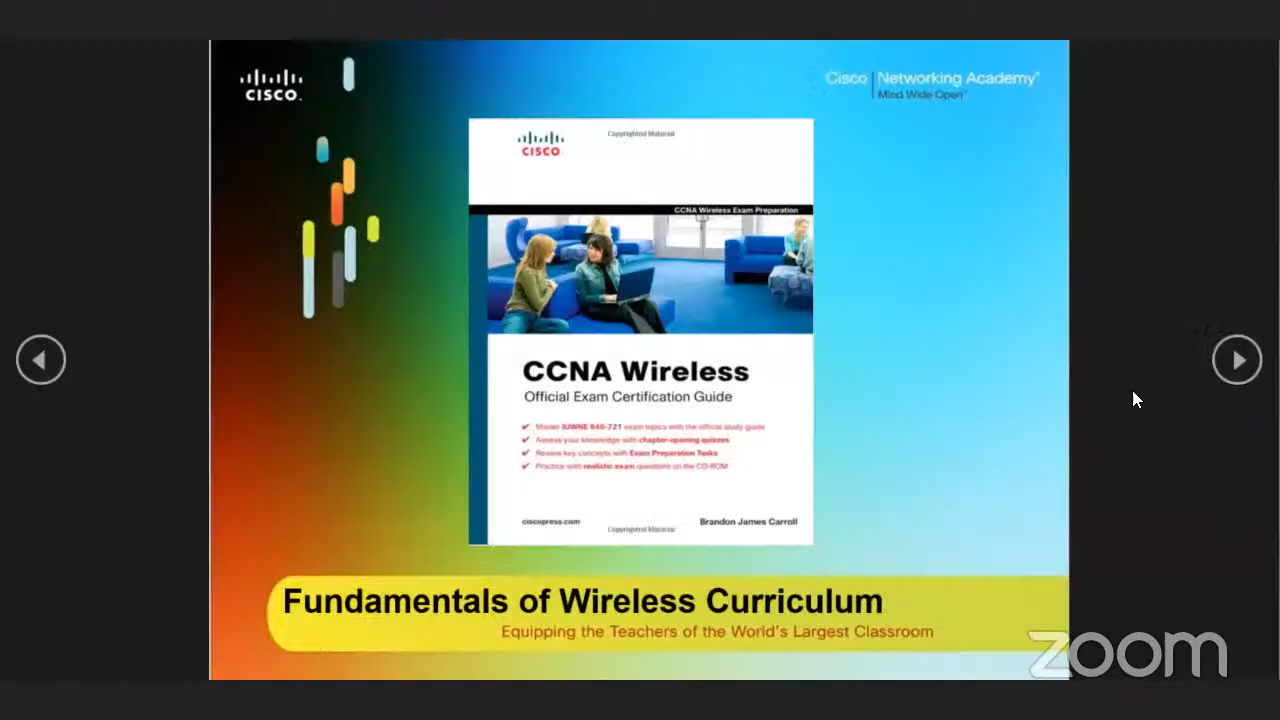 CISCO
Cisco Networking Academy
Mind Wide Open
CISCO
Copyrighted Material
CCNA Wireless Exam Preparation
CCNA Wireless
Official Exam Certification Guide
✔ Master IUWNE 640-721 exam topics with the official study guide
✔ Assess your knowledge with chapter-opening quizzes
✔ Review key concepts with Exam Preparation Tasks
✔ Practice with realistic exam questions on the CD-ROM
ciscopress.com
Brandon James Carroll
Copyrighted Material
Fundamentals of Wireless Curriculum
Equipping the Teachers of the World's Largest Classroom
zoom